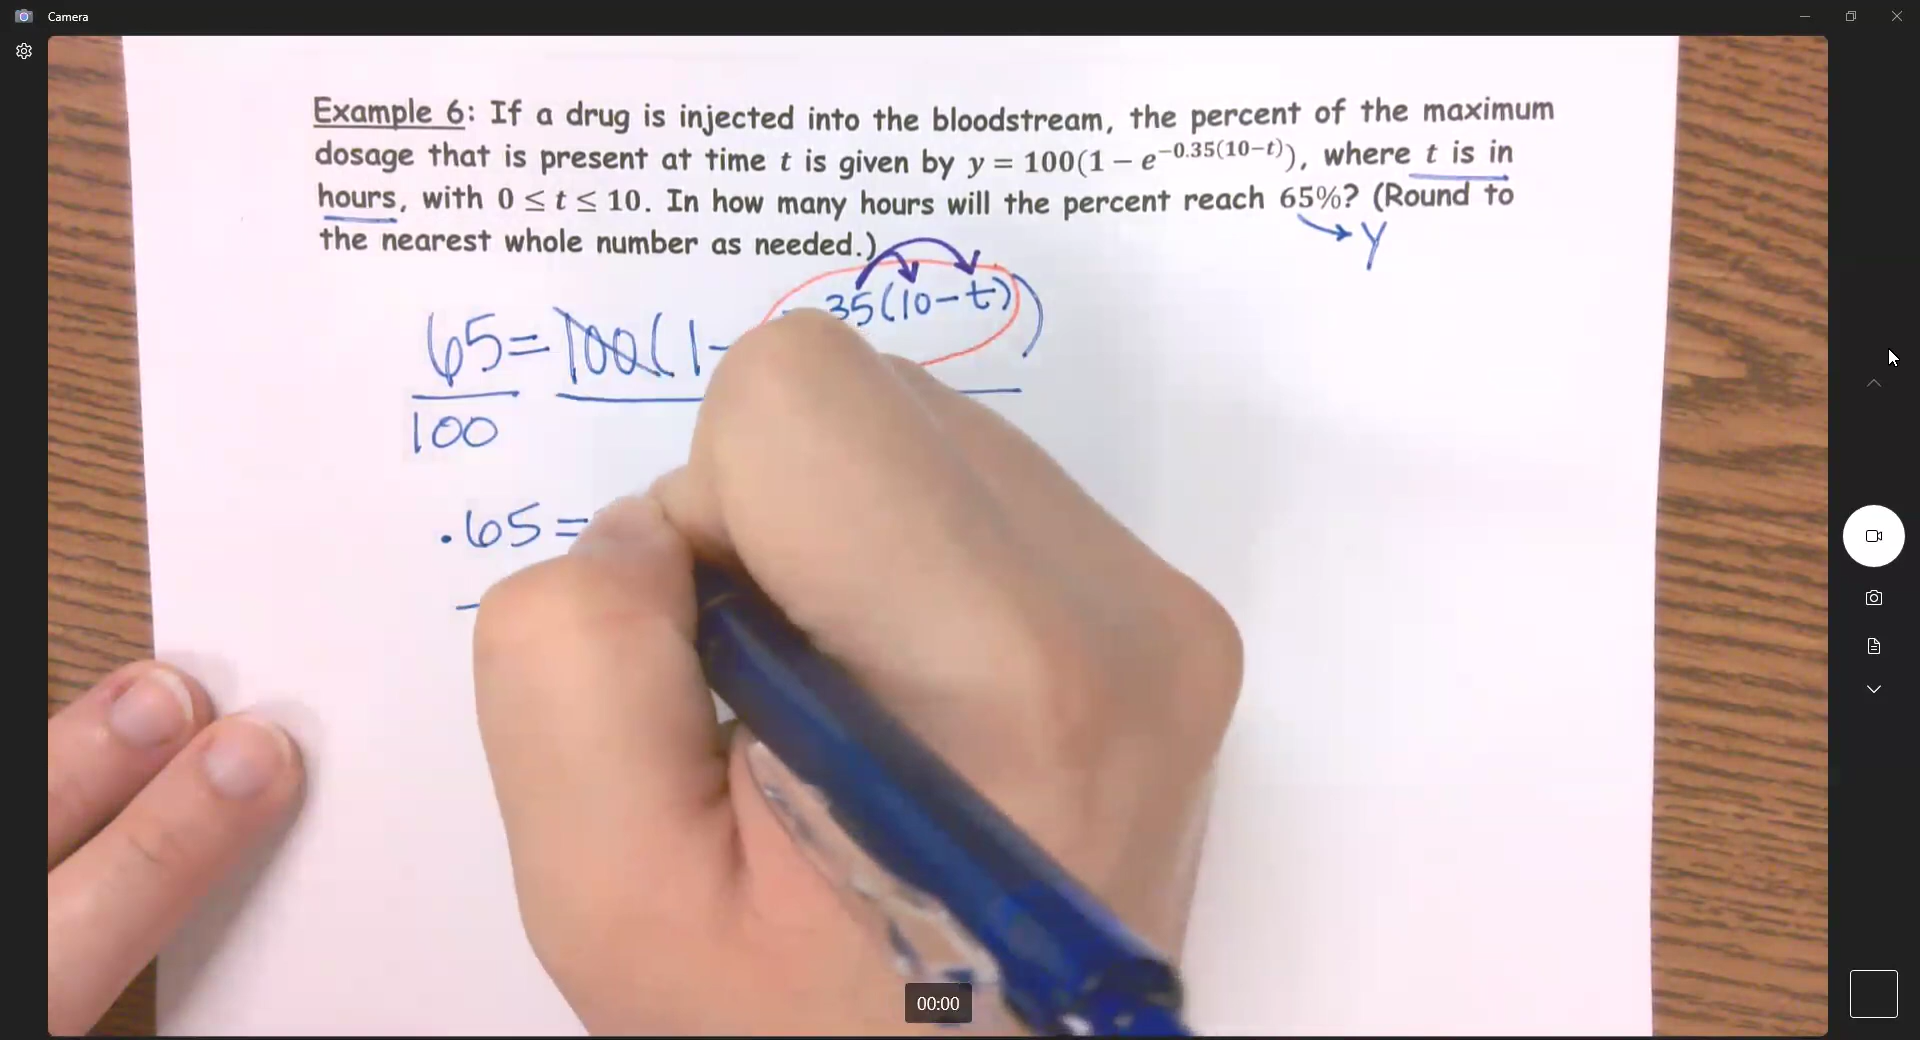 Camera
Example 6: If a drug is injected into the bloodstream, the percent of the maximum
dosage that is present at time t is given by y = 100(1 − e^{−0.35(10−t)}), where t is in
hours, with 0 ≤ t ≤ 10. In how many hours will the percent reach 65%? (Round to
the nearest whole number as needed.)
y
65=100(1- 35(10-t))
100
.65=
00:00